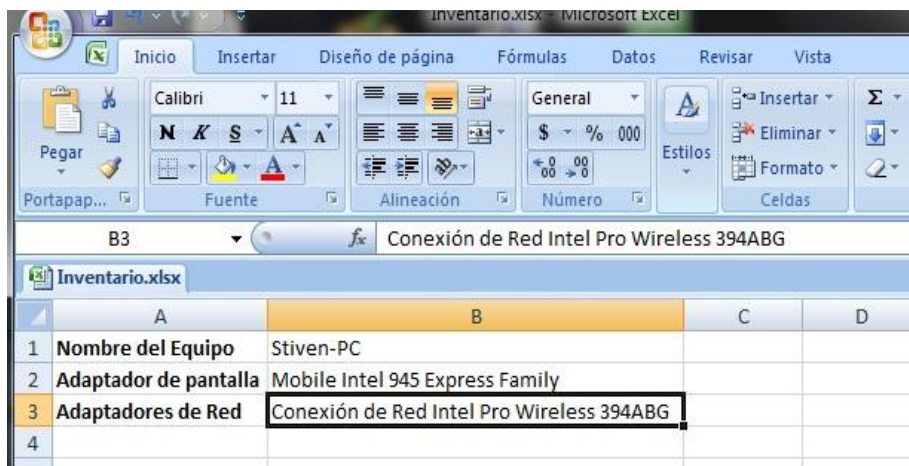 Inventario.xlsx - Microsoft Excel
Inicio Insertar Diseño de página Fórmulas Datos Revisar Vista
Calibri 11 General Insertar Σ
N K S A A $ % 000 Eliminar
Pegar A Estilos Formato
Portapap... Fuente Alineación Número Celdas
B3 fx Conexión de Red Intel Pro Wireless 394ABG
Inventario.xlsx
A B C D
1 Nombre del Equipo Stiven-PC
2 Adaptador de pantalla Mobile Intel 945 Express Family
3 Adaptadores de Red Conexión de Red Intel Pro Wireless 394ABG
4